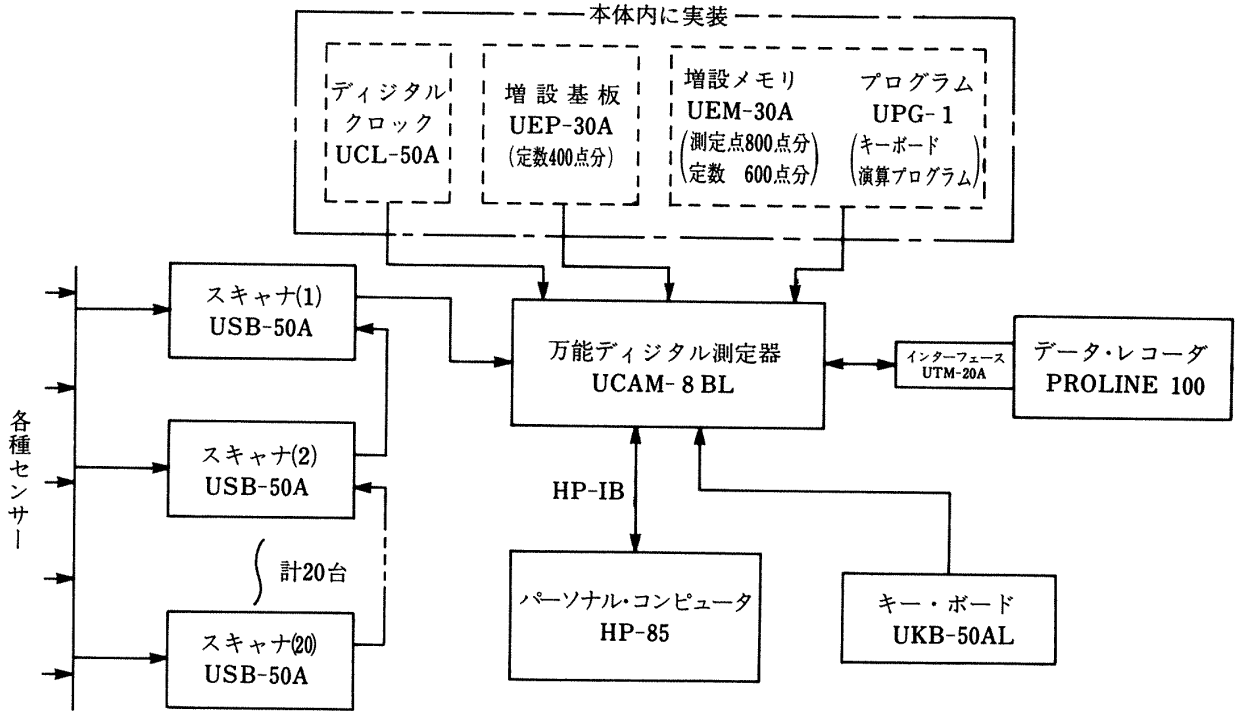 本体内に実装
ディジタル
クロック
UCL-50A
増設基板
UEP-30A
(定数400点分)
増設メモリ
UEM-30A
(測定点800点分
定数 600点分)
プログラム
UPG-1
(キーボード
演算プログラム)
各種センサー
スキャナ(1)
USB-50A
スキャナ(2)
USB-50A
計20台
スキャナ(20)
USB-50A
万能ディジタル測定器
UCAM-8BL
インターフェース
UTM-20A
データ・レコーダ
PROLINE 100
HP-IB
パーソナル・コンピュータ
HP-85
キー・ボード
UKB-50AL